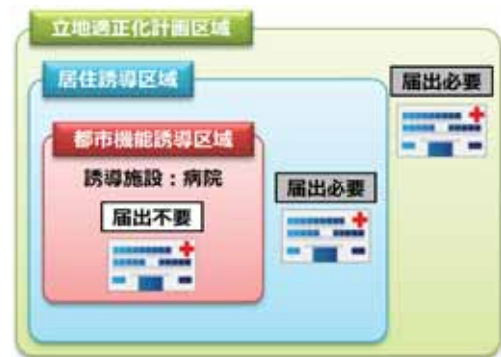 立地適正化計画区域
居住誘導区域
届出必要
都市機能誘導区域
誘導施設：病院
届出必要
届出不要